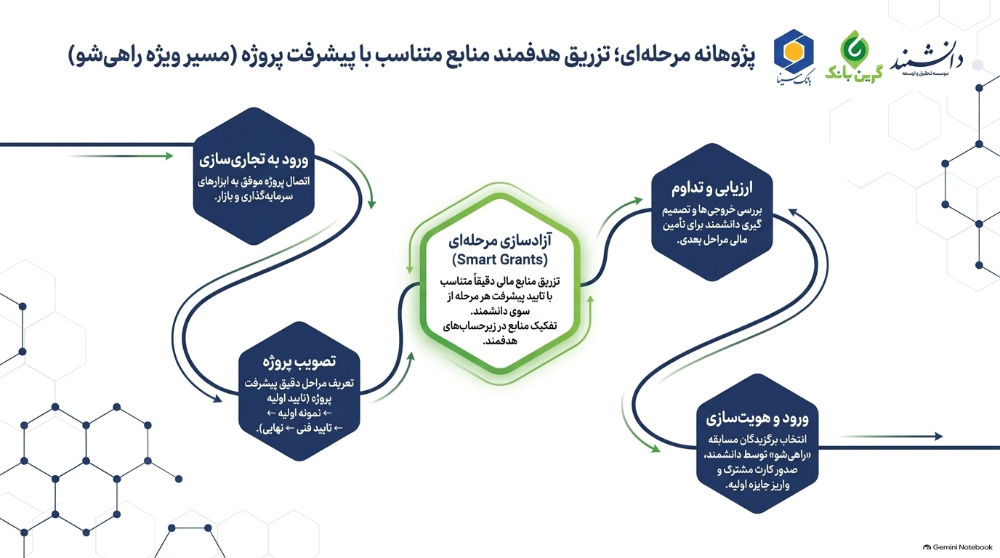 پژوهانه مرحله‌ای؛ تزریق هدفمند منابع متناسب با پیشرفت پروژه (مسیر ویژه راهی‌شو)
دانشمند
موسسه تحقیق و توسعه
گرین بانک
بانک سینا
ورود به تجاری‌سازی
اتصال پروژه موفق به ابزارهای
سرمایه‌گذاری و بازار.
تصویب پروژه
تعریف مراحل دقیق پیشرفت
پروژه (تایید اولیه
← نمونه اولیه ←
← تایید فنی ← نهایی).
آزادسازی مرحله‌ای
(Smart Grants)
تزریق منابع مالی دقیقاً متناسب
با تایید پیشرفت هر مرحله از
سوی دانشمند.
تفکیک منابع در زیرحساب‌های
هدفمند.
ارزیابی و تداوم
بررسی خروجی‌ها و تصمیم
گیری دانشمند برای تأمین
مالی مراحل بعدی.
ورود و هویت‌سازی
انتخاب برگزیدگان مسابقه
«راهی‌شو» توسط دانشمند،
صدور کارت مشترک و
واریز جایزه اولیه.
Gemini Notebook